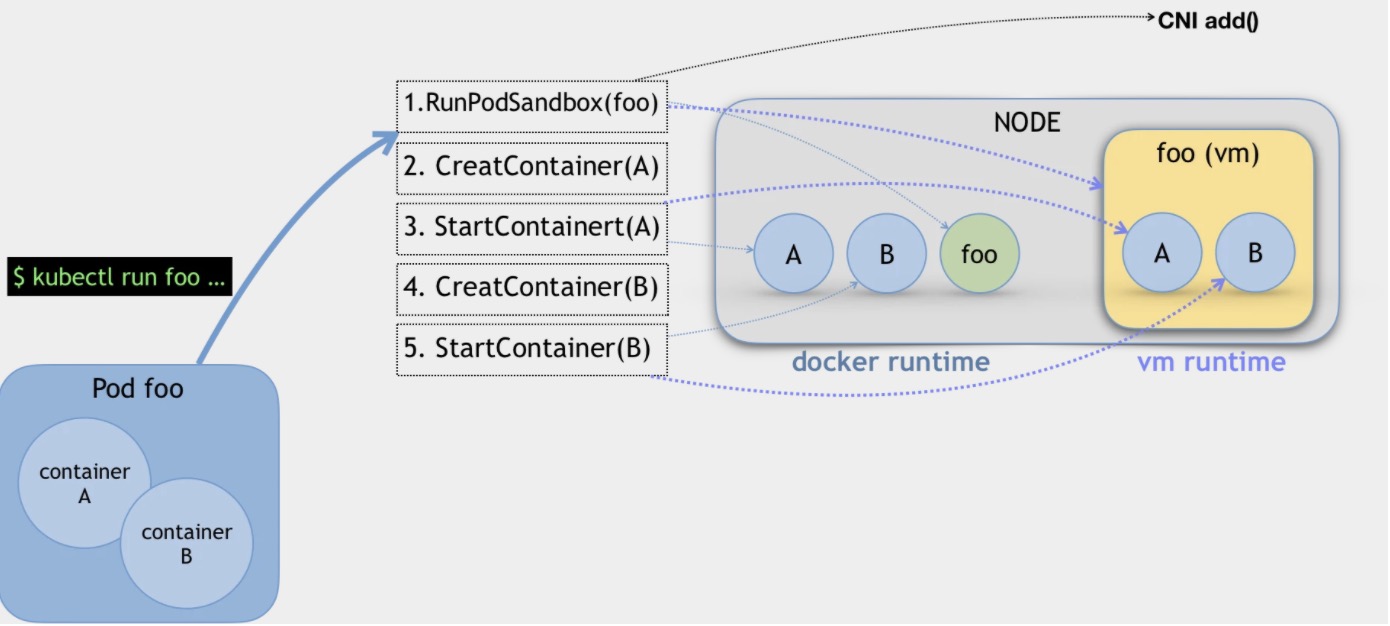 CNI add()
1.RunPodSandbox(foo)
NODE
2. CreatContainer(A)
foo (vm)
3. StartContainert(A)
A
B
foo
A
B
$ kubectl run foo ...
4. CreatContainer(B)
5. StartContainer(B)
docker runtime
vm runtime
Pod foo
container
A
container
B